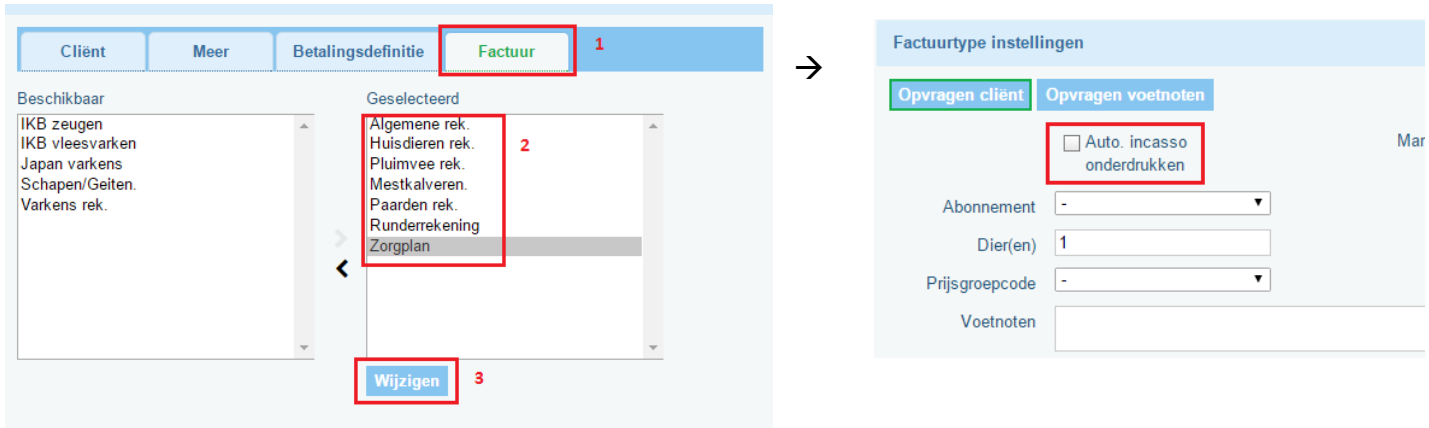 Cliënt Meer Betalingsdefinitie Factuur 1
Beschikbaar
IKB zeugen
IKB vleesvarken
Japan varkens
Schapen/Geiten.
Varkens rek.
Geselecteerd
Algemene rek.
Huisdieren rek.
Pluimvee rek.
Mestkalveren.
Paarden rek.
Runderrekening
Zorgplan
2
Wijzigen 3
→
Factuurtype instellingen
Opvragen cliënt Opvragen voetnoten
Auto. incasso
onderdrukken
Mar
Abonnement -
Dier(en) 1
Prijsgroepcode -
Voetnoten